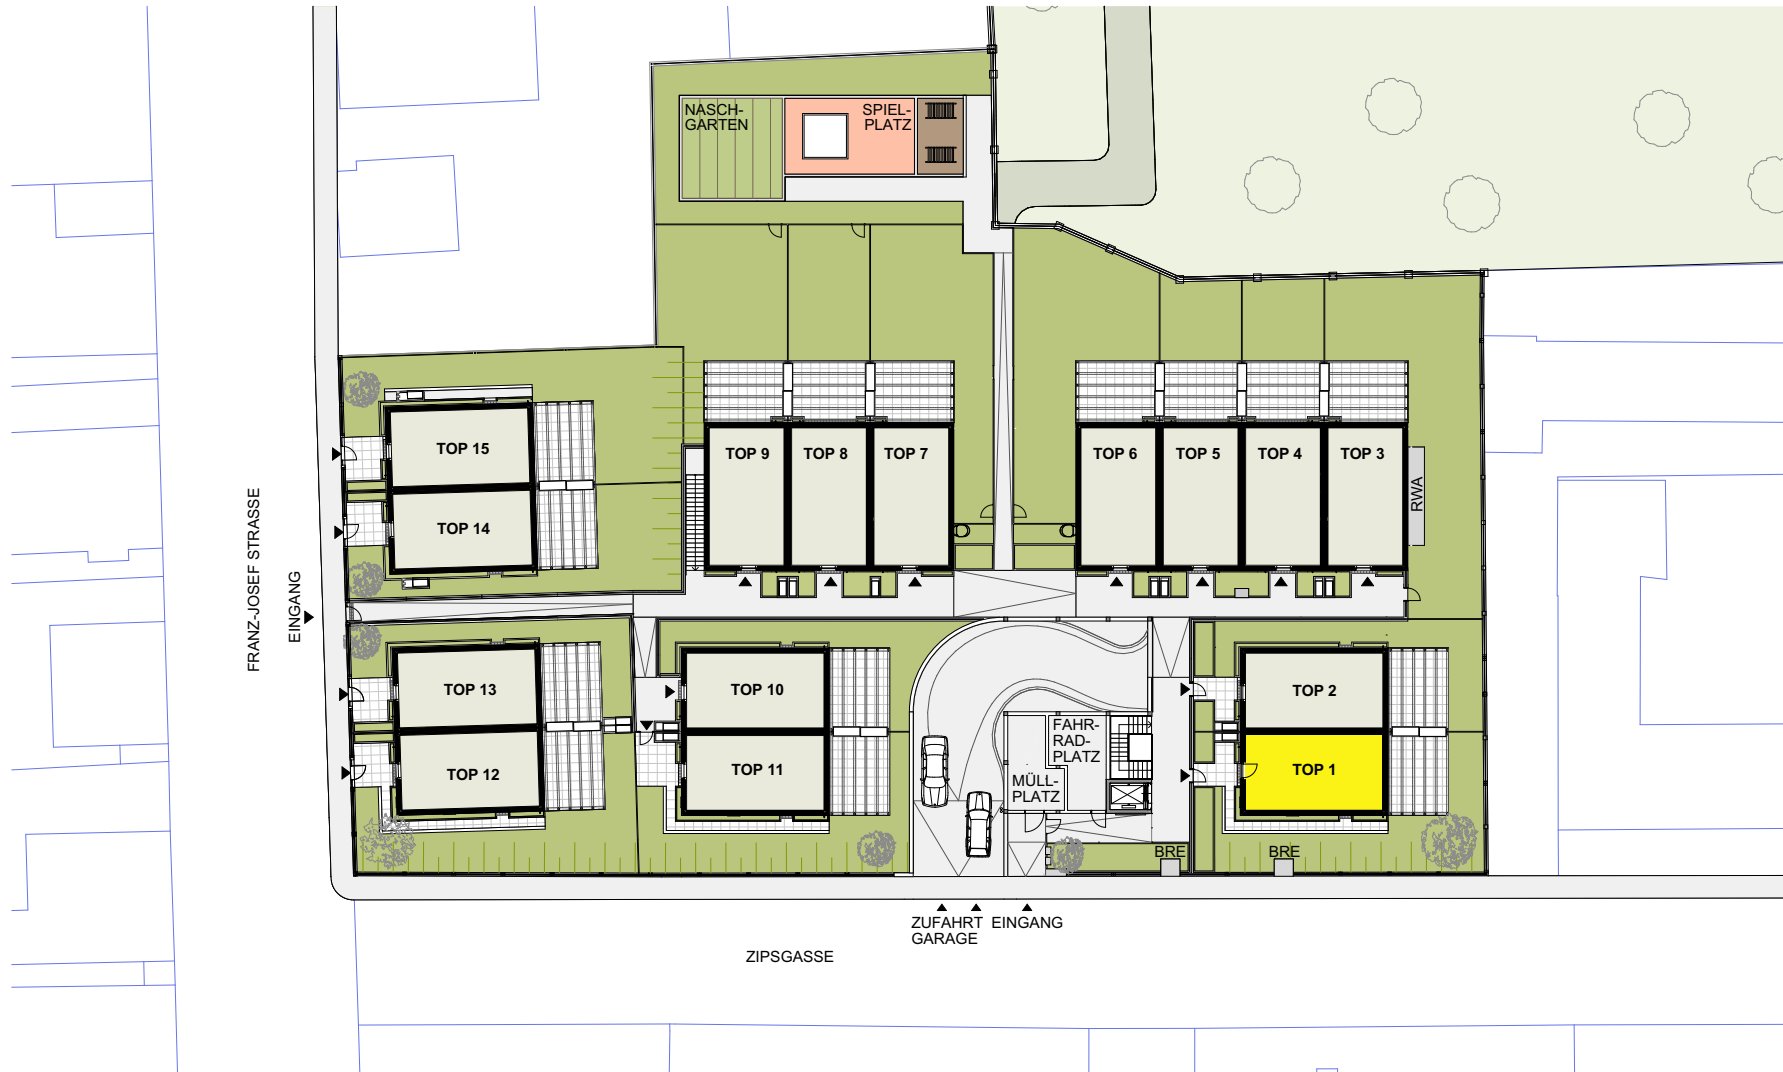 NASCH-
GARTEN
SPIEL-
PLATZ
TOP 15
TOP 14
TOP 9
TOP 8
TOP 7
TOP 6
TOP 5
TOP 4
TOP 3
RWA
FRANZ-JOSEF STRASSE
EINGANG
TOP 13
TOP 12
TOP 10
TOP 11
FAHR-
RAD-
PLATZ
MÜLL-
PLATZ
TOP 2
TOP 1
BRE
BRE
ZUFAHRT
GARAGE
EINGANG
ZIPSGASSE